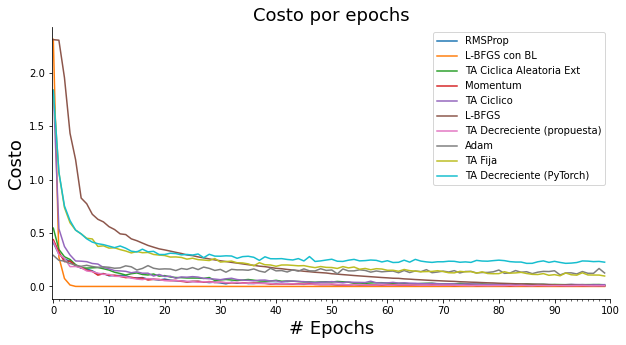 Costo por epochs
RMSProp
L-BFGS con BL
TA Ciclica Aleatoria Ext
Momentum
TA Ciclico
L-BFGS
TA Decreciente (propuesta)
Adam
TA Fija
TA Decreciente (PyTorch)
Costo
2.0
1.5
1.0
0.5
0.0
0 10 20 30 40 50 60 70 80 90 100
# Epochs